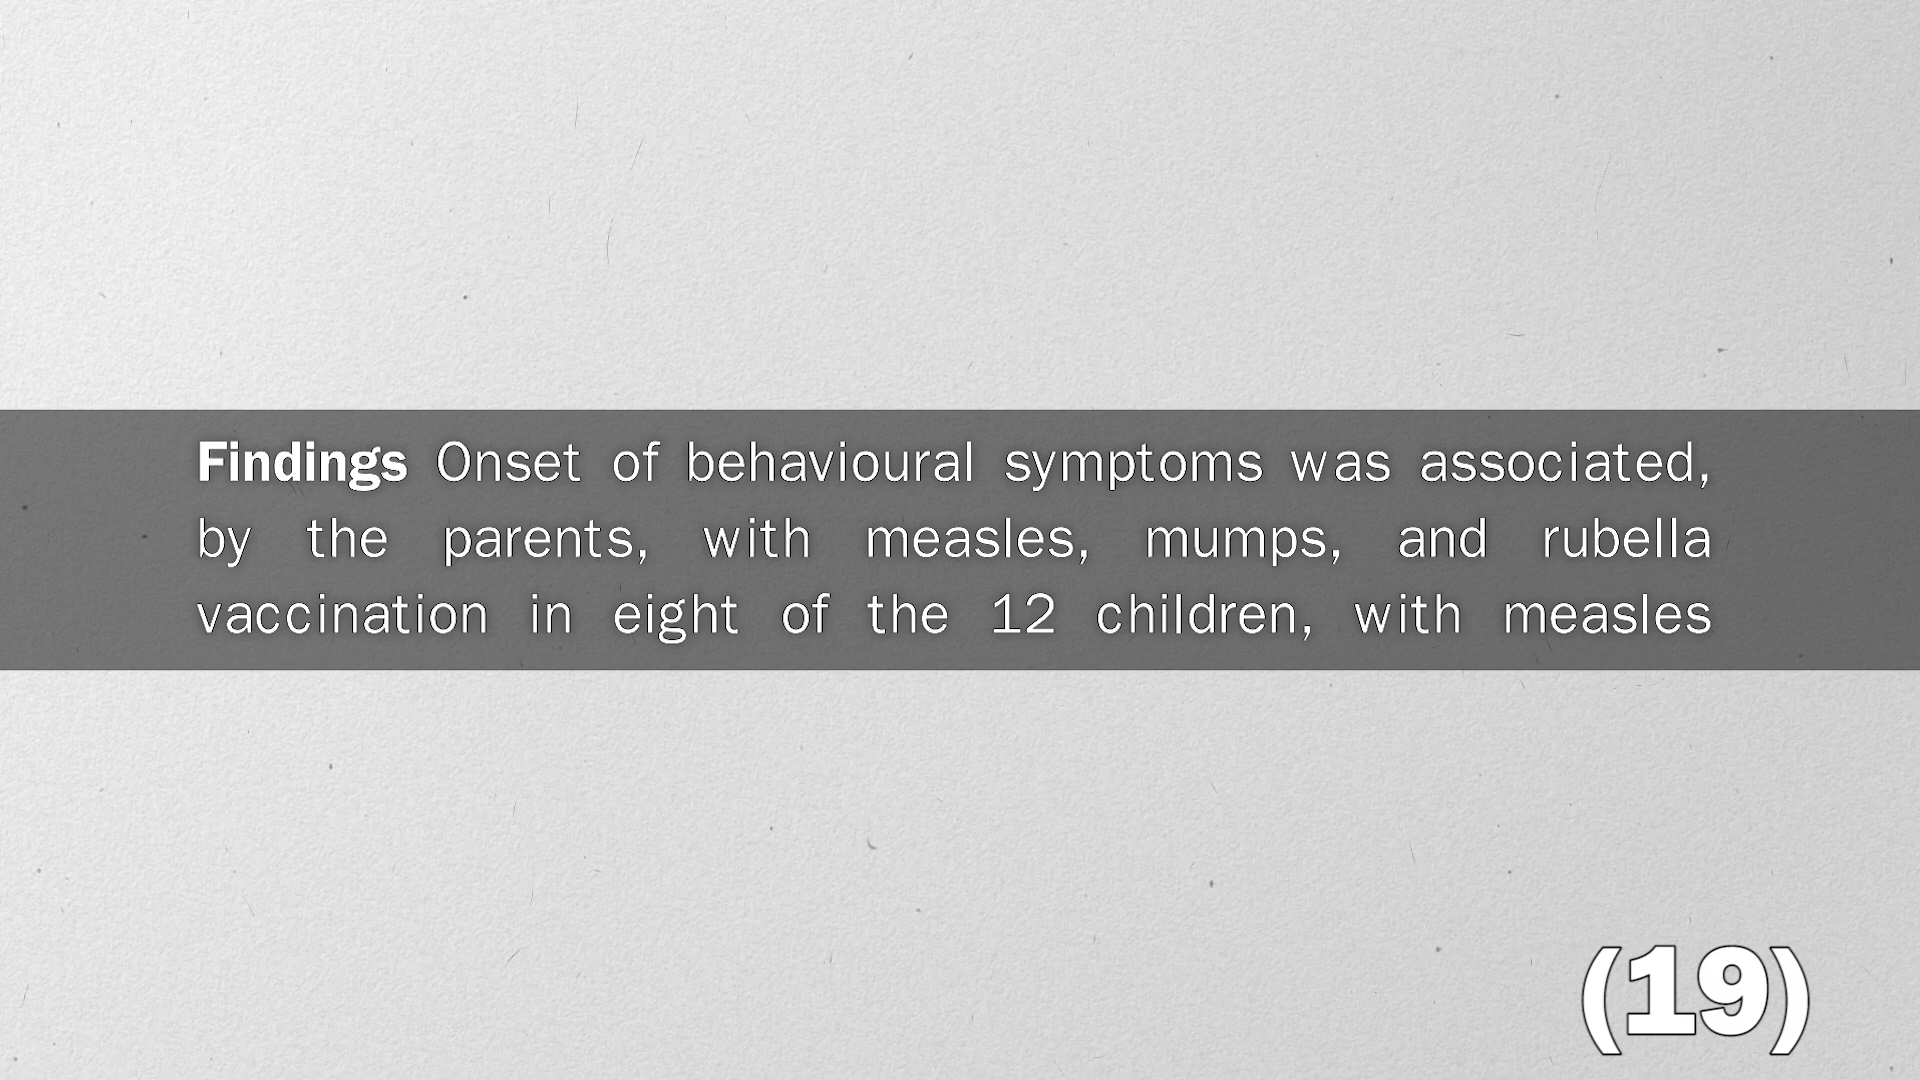 Findings Onset of behavioural symptoms was associated,
by the parents, with measles, mumps, and rubella
vaccination in eight of the 12 children, with measles
(19)